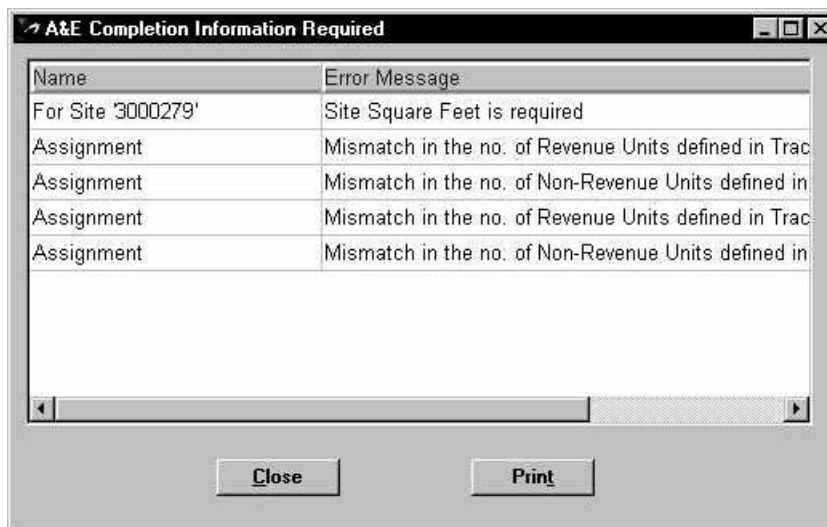 A&E Completion Information Required
Name Error Message
For Site '3000279' Site Square Feet is required
Assignment Mismatch in the no. of Revenue Units defined in Trac
Assignment Mismatch in the no. of Non-Revenue Units defined in
Assignment Mismatch in the no. of Revenue Units defined in Trac
Assignment Mismatch in the no. of Non-Revenue Units defined in
Close Print